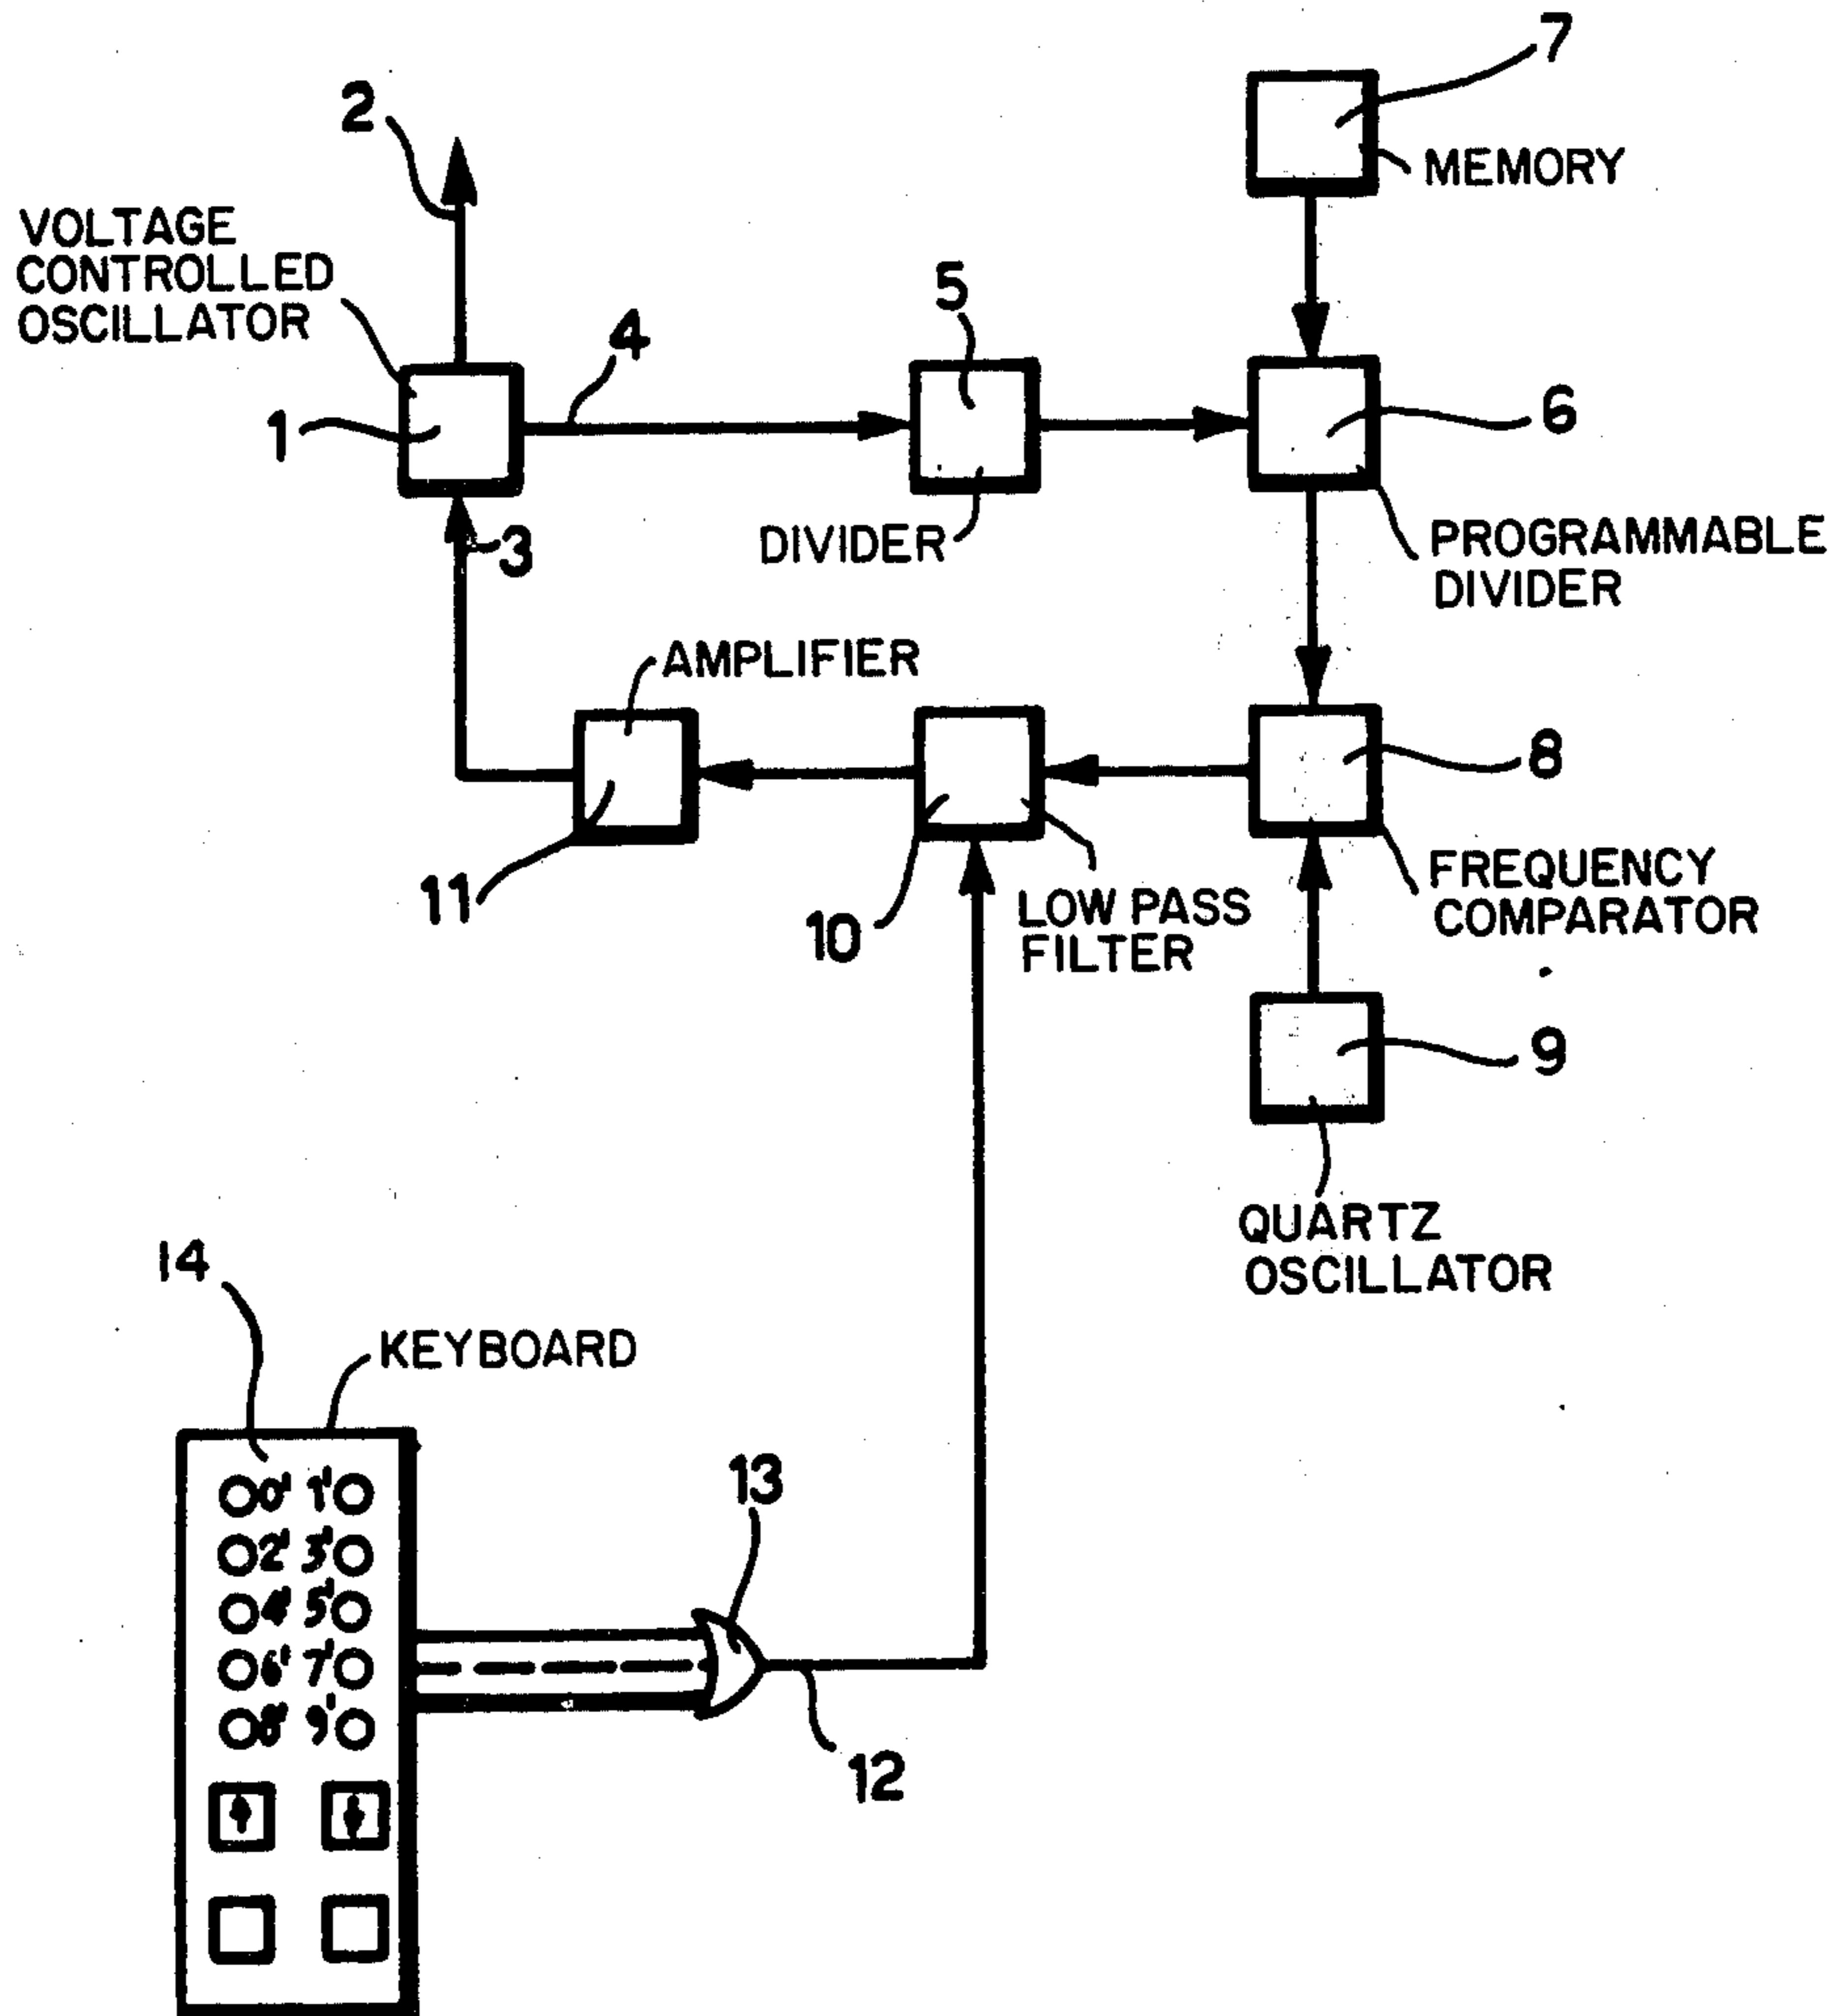 7
2
MEMORY
VOLTAGE
CONTROLLED
OSCILLATOR
5
4
1
6
3
DIVIDER
PROGRAMMABLE
DIVIDER
AMPLIFIER
8
11
10
LOW PASS
FILTER
FREQUENCY
COMPARATOR
9
QUARTZ
OSCILLATOR
14
KEYBOARD
13
0' 1'
2' 3'
4' 5'
6' 7'
8' 9'
12